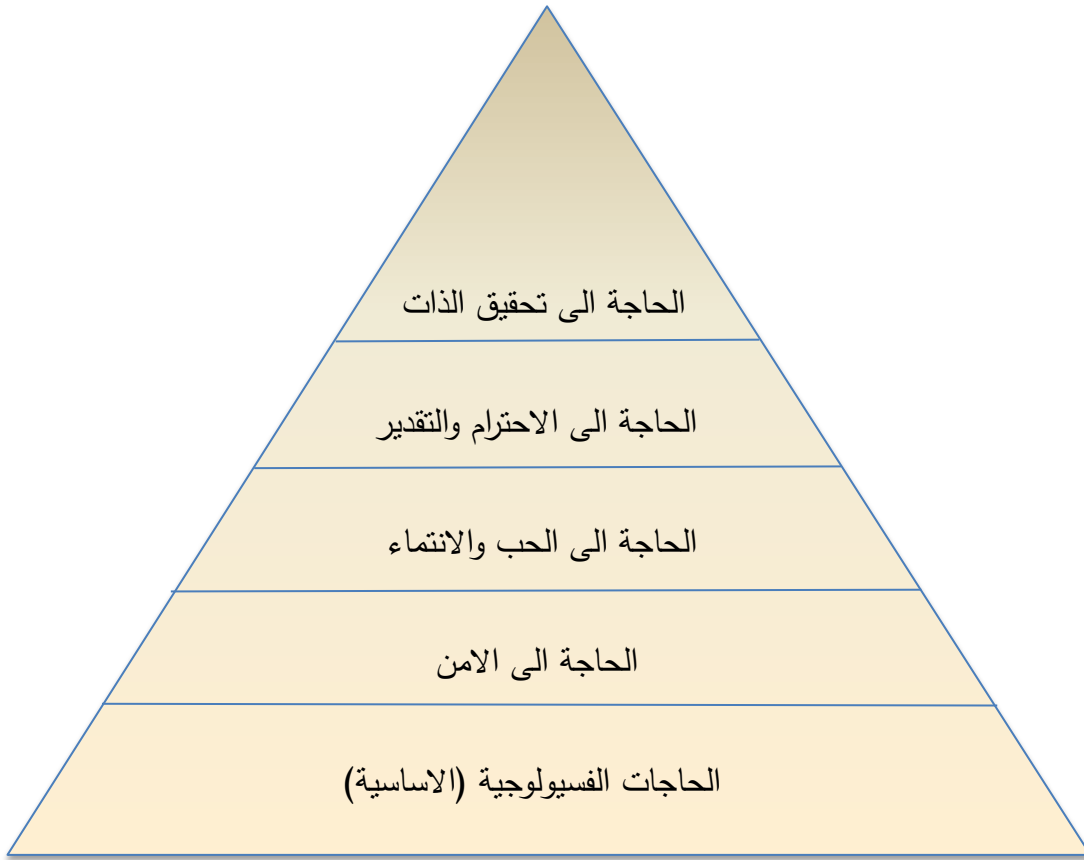 الحاجة الى تحقيق الذات
الحاجة الى الاحترام والتقدير
الحاجة الى الحب والانتماء
الحاجة الى الامن
الحاجات الفسيولوجية (الاساسية)